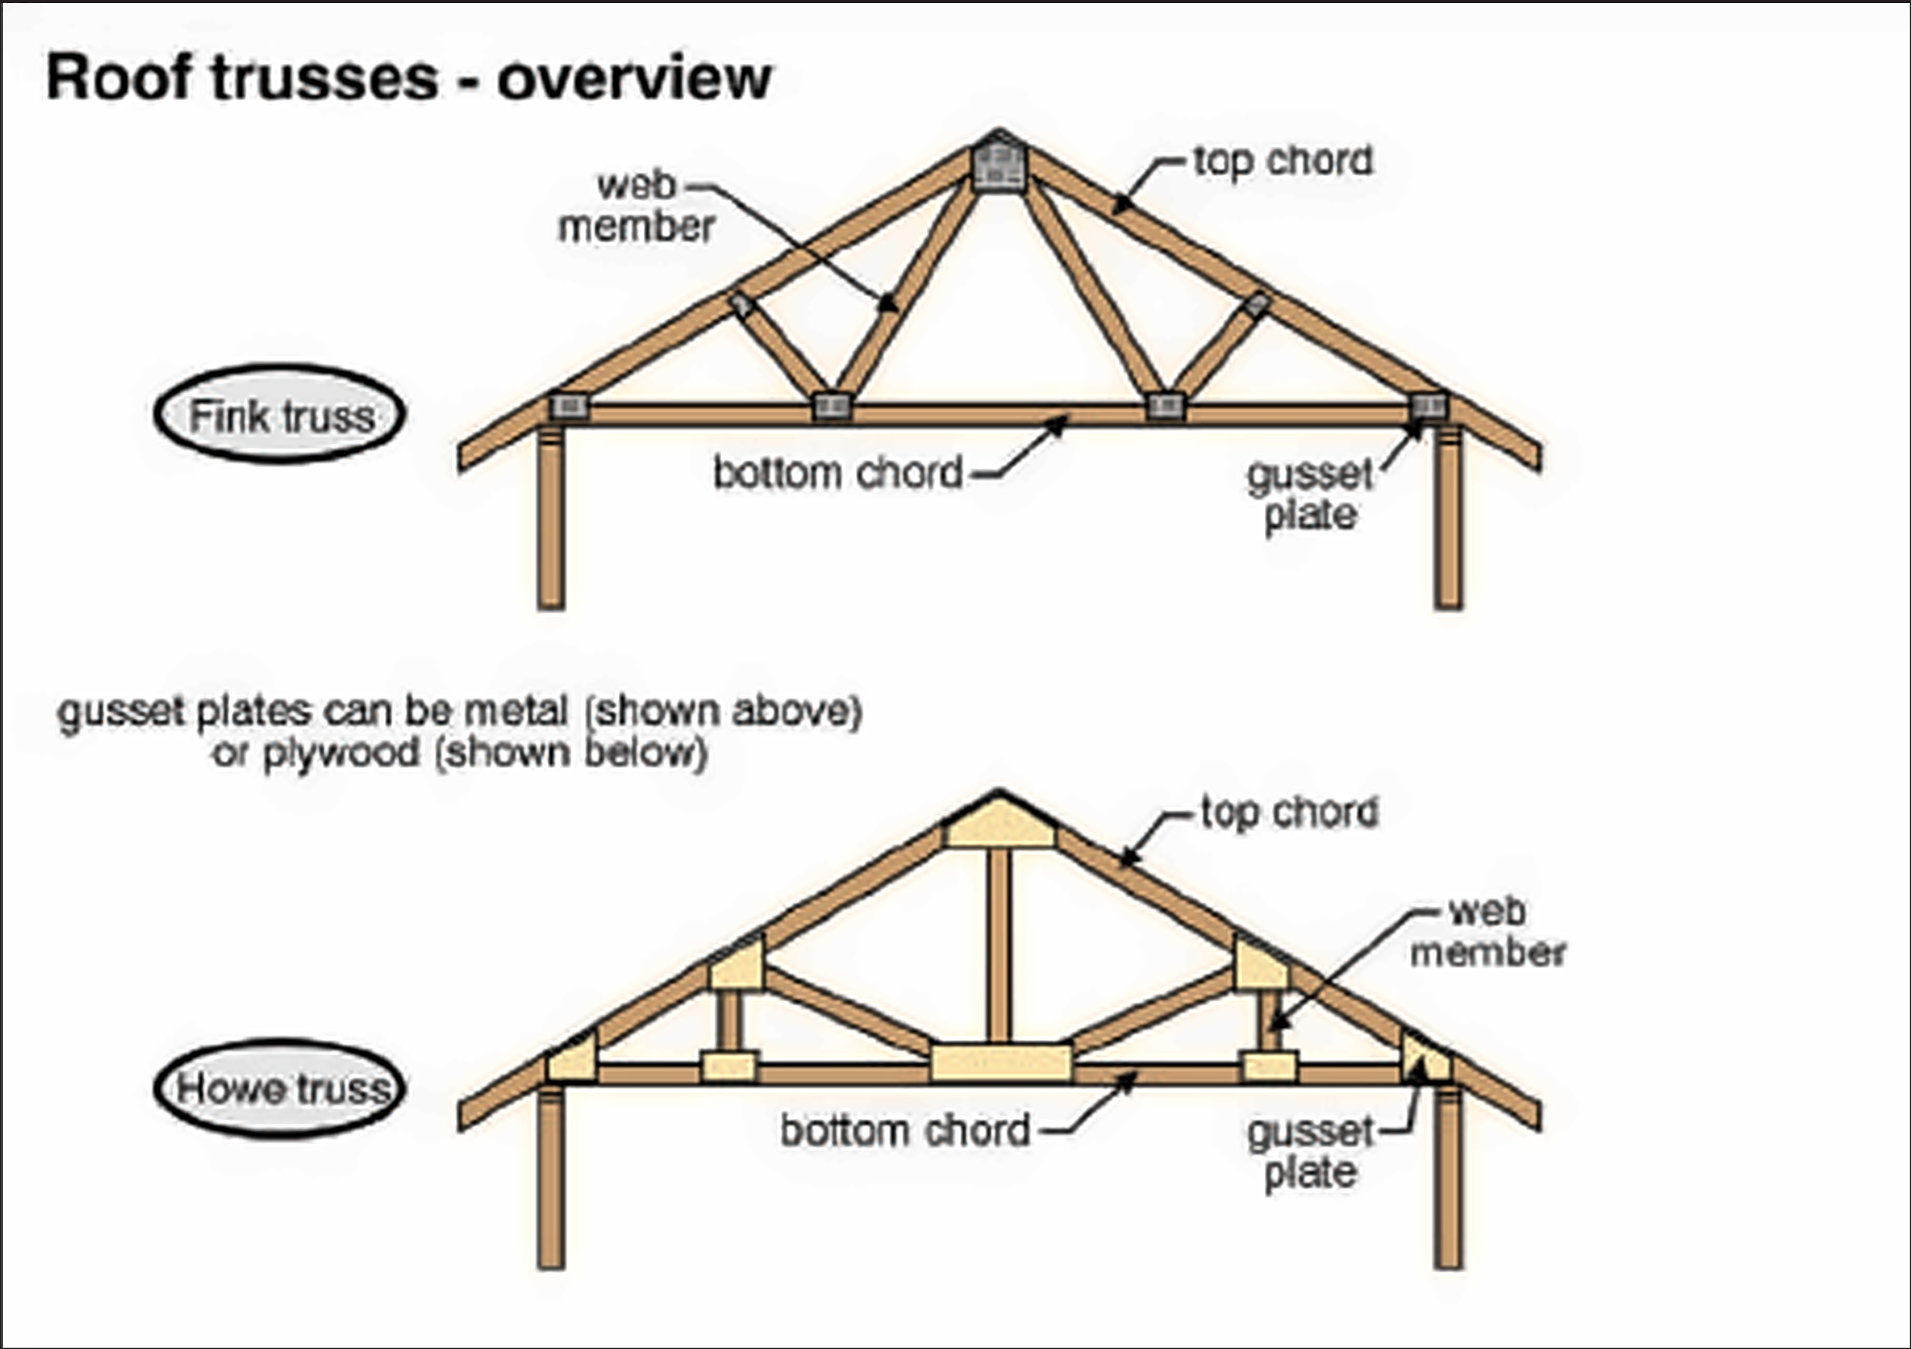 Roof trusses - overview
web
member
top chord
Fink truss
bottom chord
gusset
plate
gusset plates can be metal (shown above)
or plywood (shown below)
top chord
web
member
Howe truss
bottom chord
gusset
plate